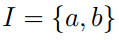 I = {a, b}